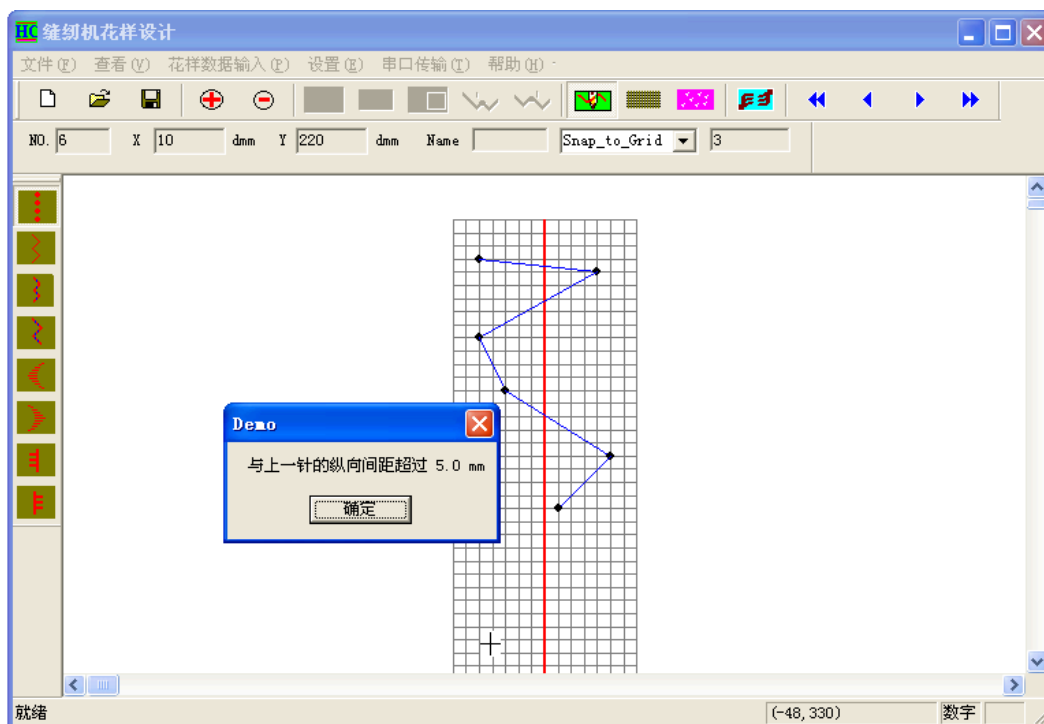 HC 缝纫机花样设计
文件(F) 查看(V) 花样数据输入(P) 设置(E) 串口传输(T) 帮助(H)
NO. 6 X 10 dmm Y 220 dmm Name Snap_to_Grid 3
Demo
与上一针的纵向间距超过 5.0 mm
确定
就绪 (-48,330) 数字